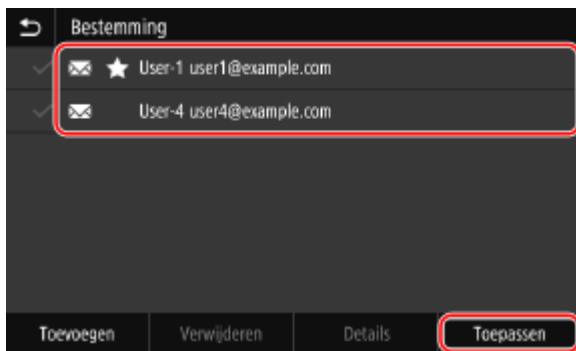 Bestemming
User-1 user1@example.com
User-4 user4@example.com
Toevoegen Verwijderen Details Toepassen